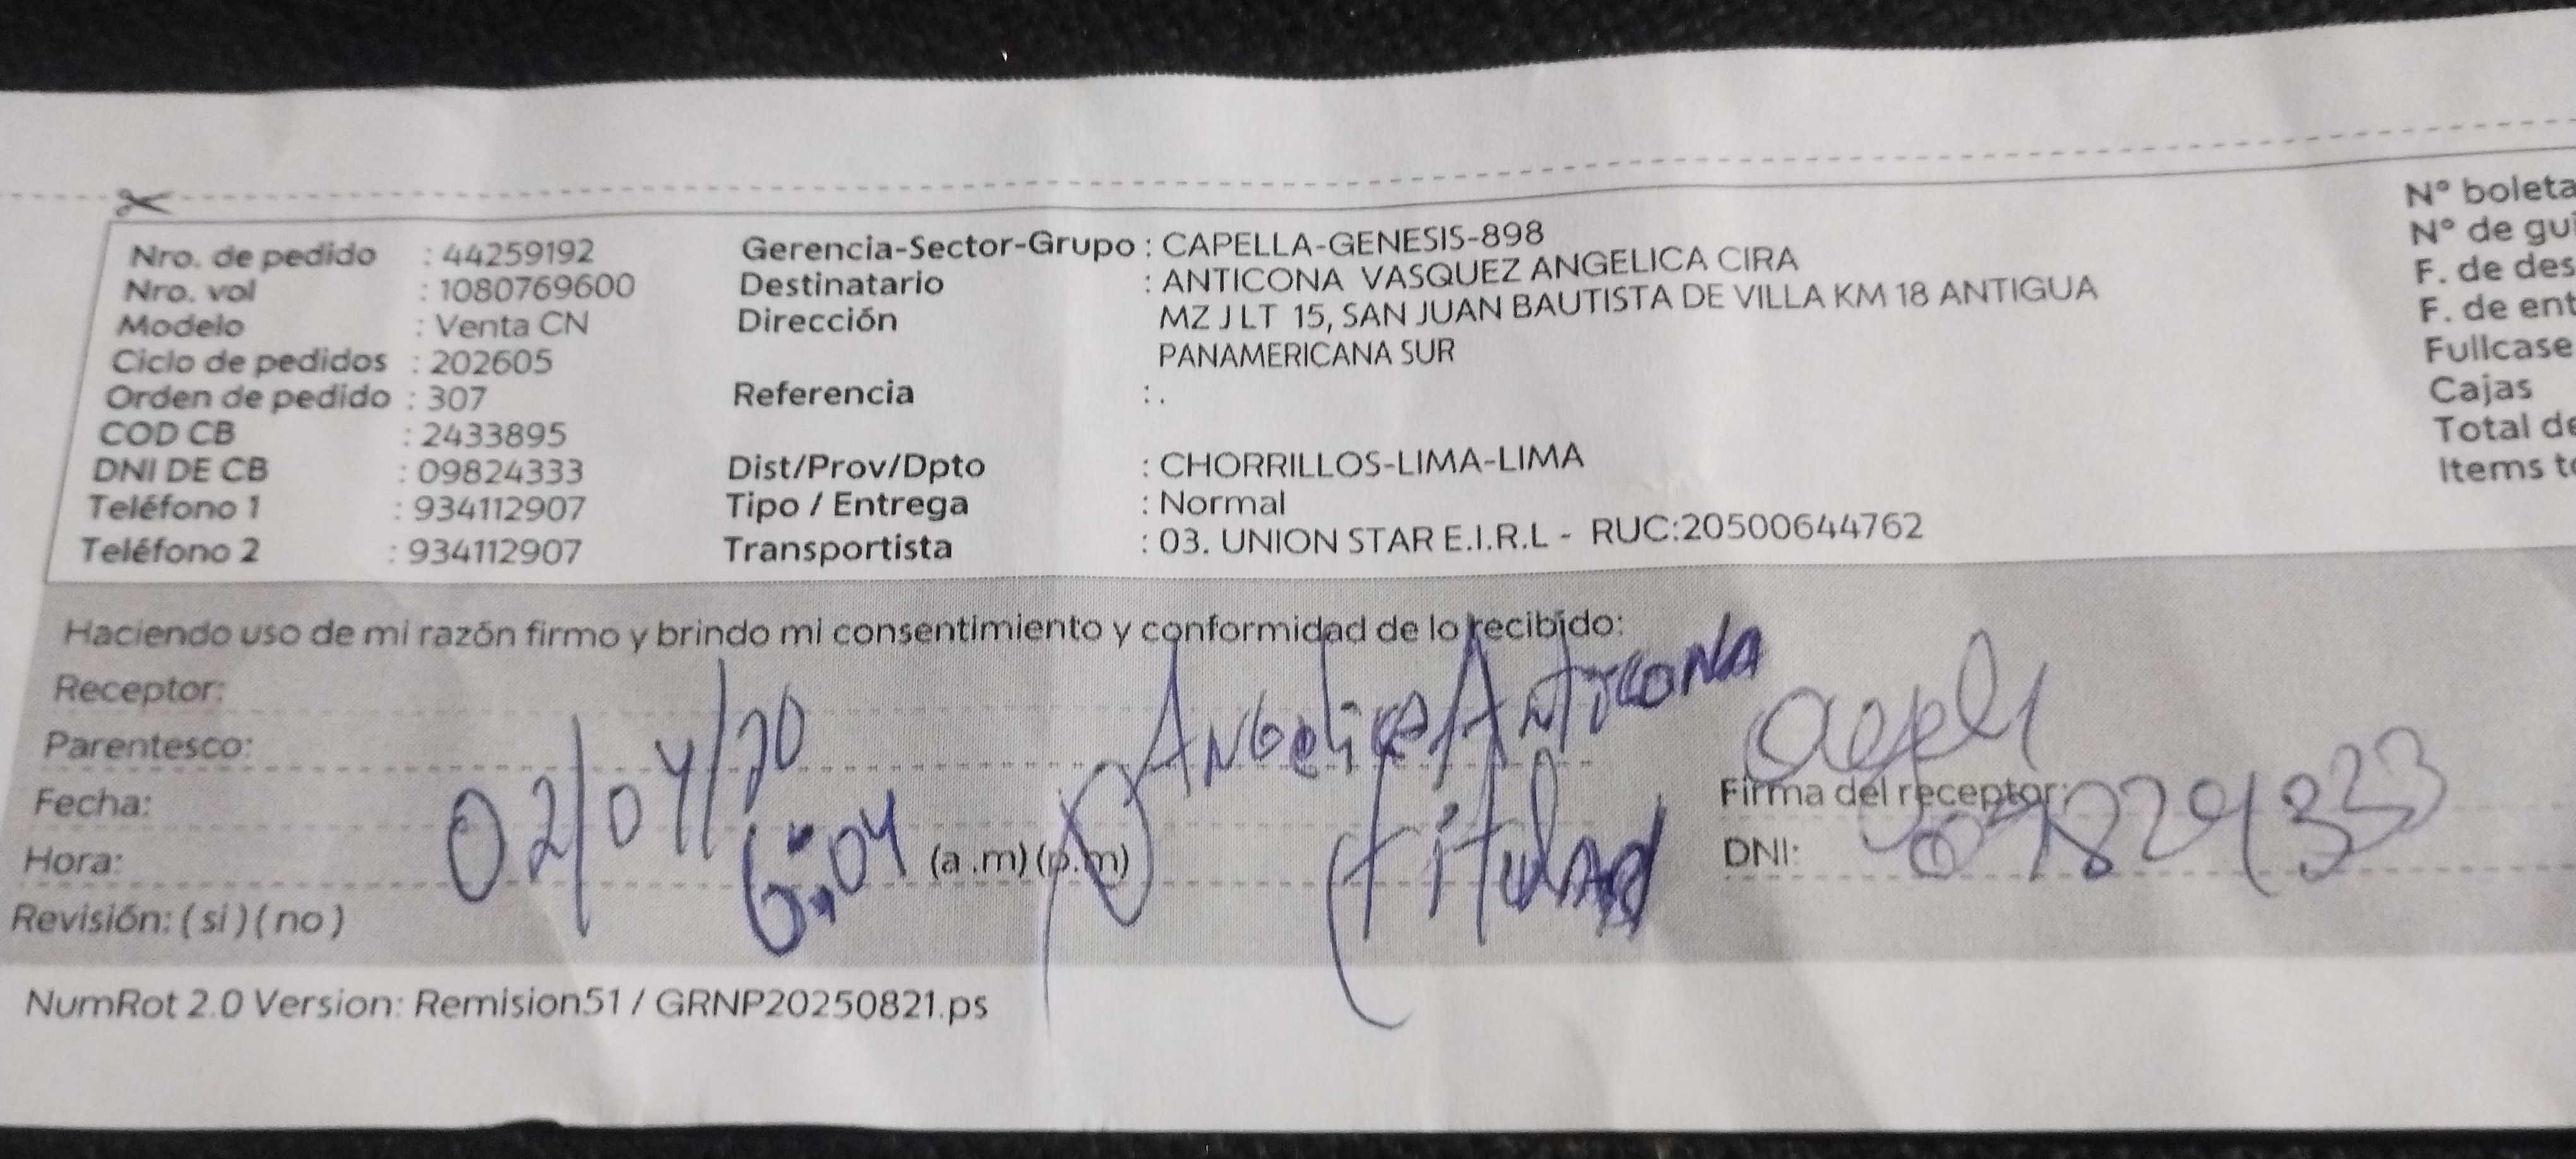 Nro. de pedido : 44259192
Nro. vol : 1080769600
Modelo : Venta CN
Ciclo de pedidos : 202605
Orden de pedido : 307
COD CB : 2433895
DNI DE CB : 09824333
Teléfono 1 : 934112907
Teléfono 2 : 934112907
Gerencia-Sector-Grupo : CAPELLA-GENESIS-898
Destinatario : ANTICONA VASQUEZ ANGELICA CIRA
Dirección MZ J LT 15, SAN JUAN BAUTISTA DE VILLA KM 18 ANTIGUA
PANAMERICANA SUR
Referencia : .
Dist/Prov/Dpto : CHORRILLOS-LIMA-LIMA
Tipo / Entrega : Normal
Transportista : 03. UNION STAR E.I.R.L - RUC:20500644762
N° boleta
N° de gui
F. de des
F. de ent
Fullcase
Cajas
Total de
Items to
Haciendo uso de mi razón firmo y brindo mi consentimiento y conformidad de lo recibido:
Receptor: Angelica Anticona
Parentesco: titular
Fecha: 02/04/20
Hora: 6:04 (a .m) (p.m)
Revisión: ( si ) ( no )
Firma del receptor:
DNI: 09824333
NumRot 2.0 Version: Remision51 / GRNP20250821.ps